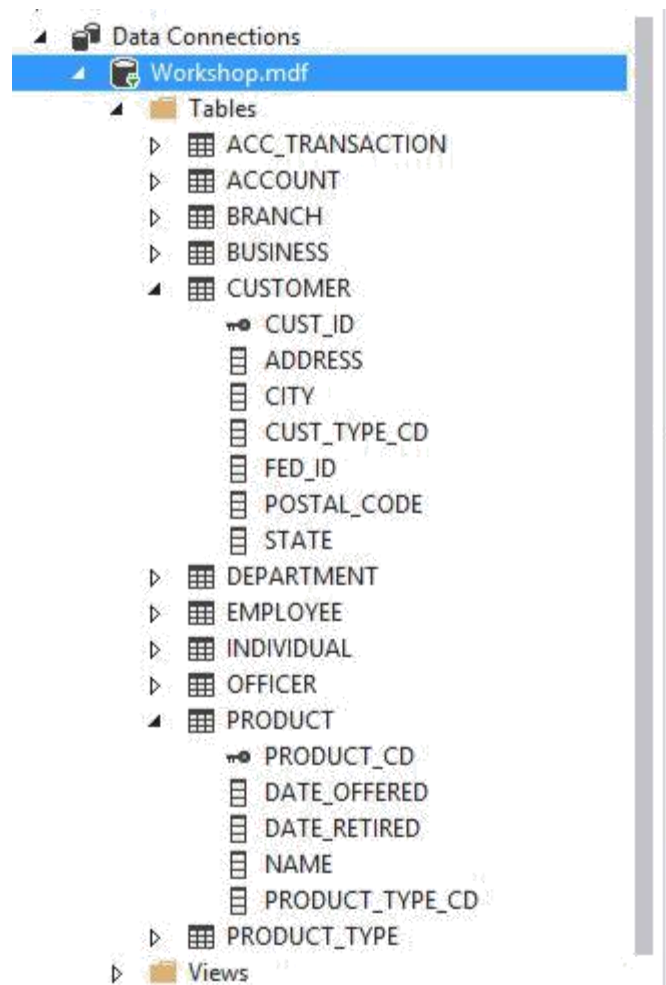 Data Connections
Workshop.mdf
Tables
ACC_TRANSACTION
ACCOUNT
BRANCH
BUSINESS
CUSTOMER
CUST_ID
ADDRESS
CITY
CUST_TYPE_CD
FED_ID
POSTAL_CODE
STATE
DEPARTMENT
EMPLOYEE
INDIVIDUAL
OFFICER
PRODUCT
PRODUCT_CD
DATE_OFFERED
DATE_RETIRED
NAME
PRODUCT_TYPE_CD
PRODUCT_TYPE
Views